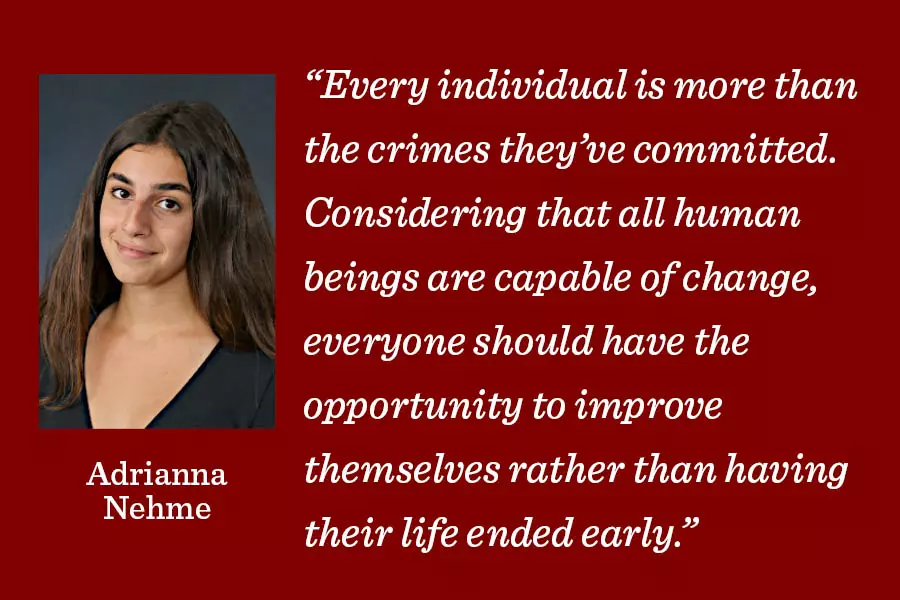 “Every individual is more than
the crimes they’ve committed.
Considering that all human
beings are capable of change,
everyone should have the
opportunity to improve
themselves rather than having
their life ended early.”
Adrianna
Nehme